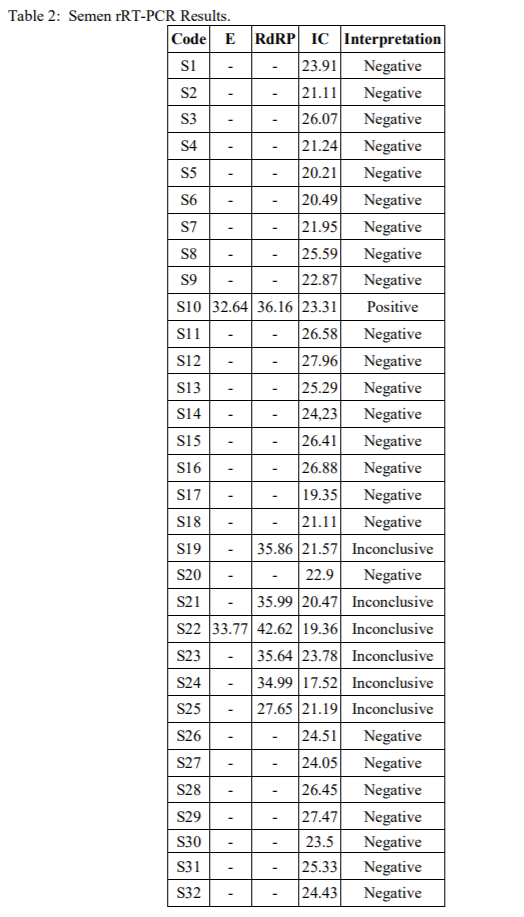 Table 2: Semen rRT-PCR Results.
Code E RdRP IC Interpretation
S1 - - 23.91 Negative
S2 - - 21.11 Negative
S3 - - 26.07 Negative
S4 - - 21.24 Negative
S5 - - 20.21 Negative
S6 - - 20.49 Negative
S7 - - 21.95 Negative
S8 - - 25.59 Negative
S9 - - 22.87 Negative
S10 32.64 36.16 23.31 Positive
S11 - - 26.58 Negative
S12 - - 27.96 Negative
S13 - - 25.29 Negative
S14 - - 24,23 Negative
S15 - - 26.41 Negative
S16 - - 26.88 Negative
S17 - - 19.35 Negative
S18 - - 21.11 Negative
S19 - 35.86 21.57 Inconclusive
S20 - - 22.9 Negative
S21 - 35.99 20.47 Inconclusive
S22 33.77 42.62 19.36 Inconclusive
S23 - 35.64 23.78 Inconclusive
S24 - 34.99 17.52 Inconclusive
S25 - 27.65 21.19 Inconclusive
S26 - - 24.51 Negative
S27 - - 24.05 Negative
S28 - - 26.45 Negative
S29 - - 27.47 Negative
S30 - - 23.5 Negative
S31 - - 25.33 Negative
S32 - - 24.43 Negative